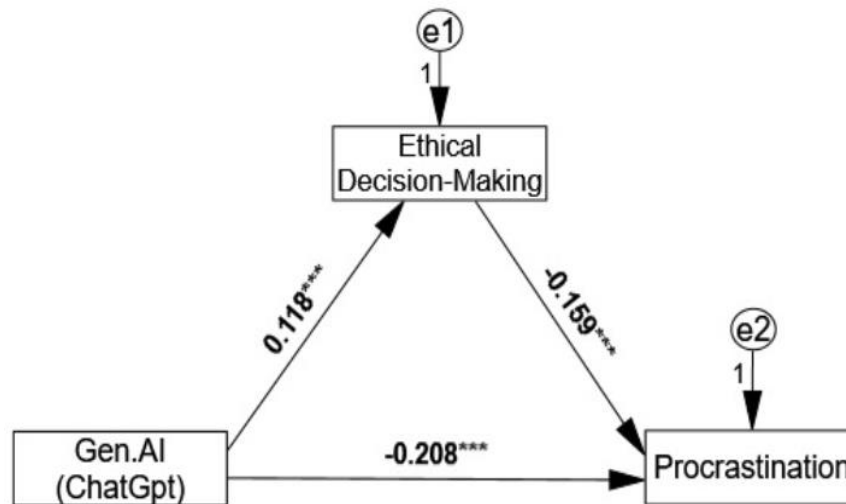 e1
1
Ethical
Decision-Making
0.118***
-0.159***
e2
1
Gen.AI
(ChatGpt)
-0.208***
Procrastination